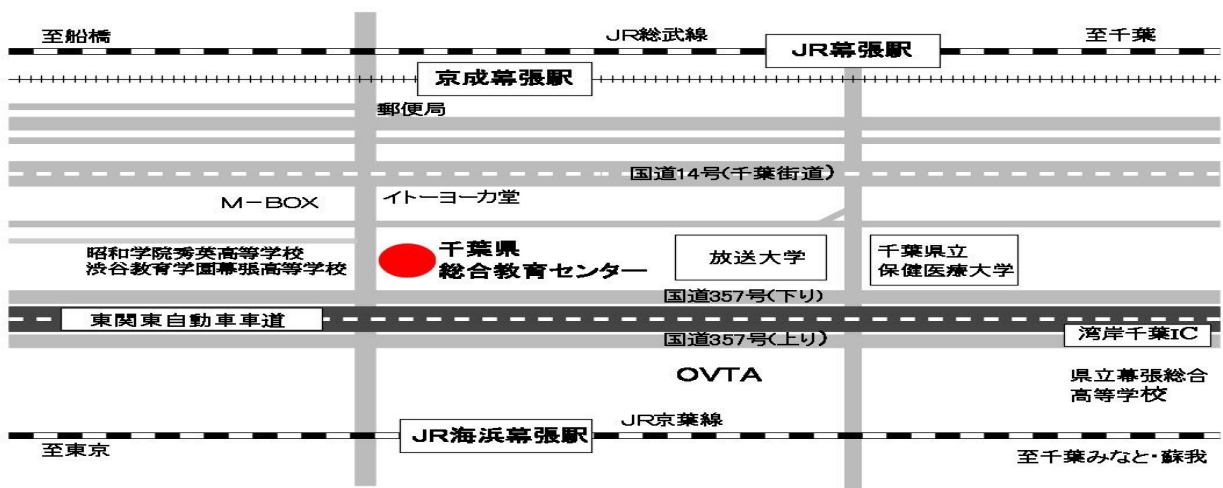 至船橋
JR総武線
JR幕張駅
至千葉
京成幕張駅
郵便局
国道14号(千葉街道)
M-BOX
イトーヨーカ堂
昭和学院秀英高等学校
渋谷教育学園幕張高等学校
千葉県
総合教育センター
放送大学
千葉県立
保健医療大学
国道357号(下り)
東関東自動車車道
国道357号(上り)
湾岸千葉IC
OVTA
県立幕張総合
高等学校
JR海浜幕張駅
JR京葉線
至東京
至千葉みなと・蘇我